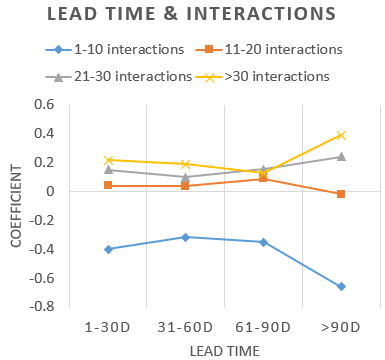 LEAD TIME & INTERACTIONS
1-10 interactions 11-20 interactions
21-30 interactions >30 interactions
0.6
0.4
0.2
0
-0.2
-0.4
-0.6
-0.8
COEFFICIENT
1-30D 31-60D 61-90D >90D
LEAD TIME